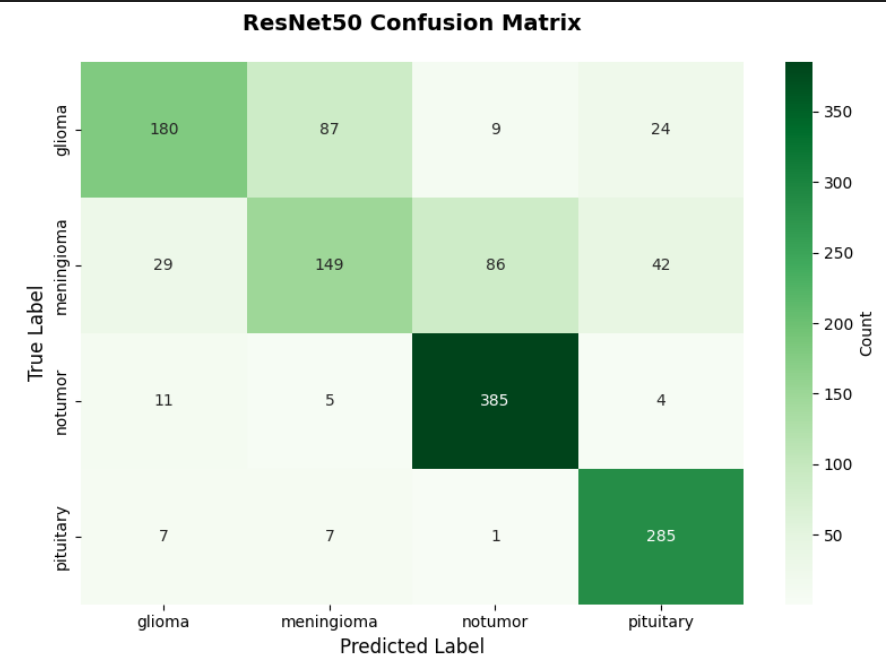 ResNet50 Confusion Matrix
True Label
glioma 180 87 9 24
meningioma 29 149 86 42
notumor 11 5 385 4
pituitary 7 7 1 285
glioma meningioma notumor pituitary
Predicted Label
350
300
250
200
150
100
50
Count